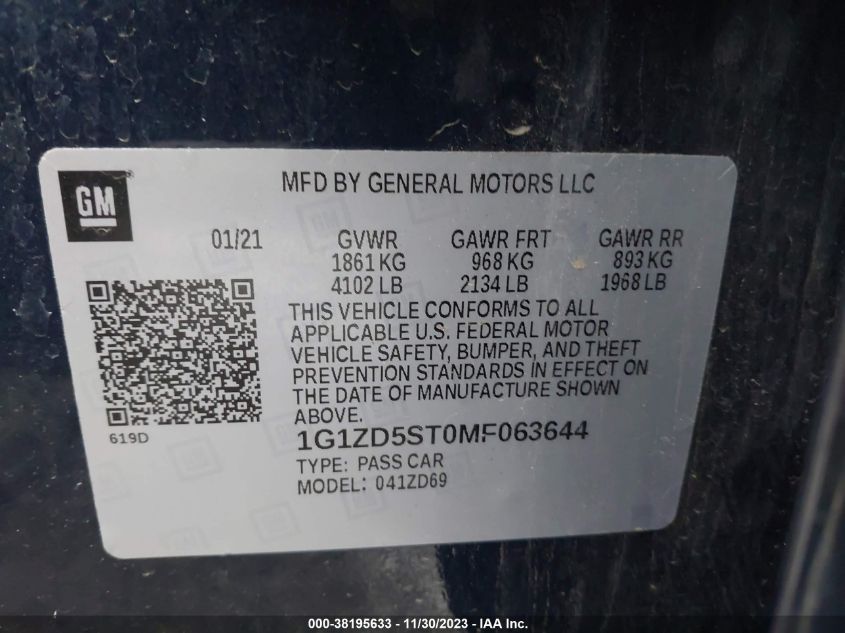 GM
MFD BY GENERAL MOTORS LLC
01/21 GVWR GAWR FRT GAWR RR
1861 KG 968 KG 893 KG
4102 LB 2134 LB 1968 LB
THIS VEHICLE CONFORMS TO ALL
APPLICABLE U.S. FEDERAL MOTOR
VEHICLE SAFETY, BUMPER, AND THEFT
PREVENTION STANDARDS IN EFFECT ON
THE DATE OF MANUFACTURE SHOWN
ABOVE.
619D
1G1ZD5ST0MF063644
TYPE: PASS CAR
MODEL: 041ZD69
000-38195633 - 11/30/2023 - IAA Inc.